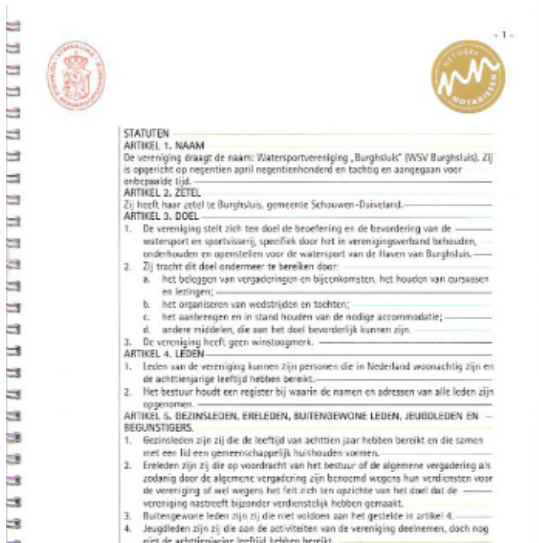 - 1 -
NETWERK
NOTARISSEN
STATUTEN
ARTIKEL 1. NAAM
De vereniging draagt de naam: Watersportvereniging „Burghsluis" (WSV Burghsluis). Zij
is opgericht op negentien april negentienhonderd en tachtig en aangegaan voor
onbepaalde tijd.
ARTIKEL 2. ZETEL
Zij heeft haar zetel te Burghsluis, gemeente Schouwen-Duiveland.
ARTIKEL 3. DOEL
1. De vereniging stelt zich ten doel de beoefening en de bevordering van de
watersport en sportvisserij, specifiek door het in verenigingsverband behouden,
onderhouden en openstellen voor de watersport van de Haven van Burghsluis.
2. Zij tracht dit doel ondermeer te bereiken door:
a. het beleggen van vergaderingen en bijeenkomsten, het houden van cursussen
en lezingen;
b. het organiseren van wedstrijden en tochten;
c. het aanbrengen en in stand houden van de nodige accommodatie;
d. andere middelen, die aan het doel bevorderlijk kunnen zijn.
3. De vereniging heeft geen winstoogmerk.
ARTIKEL 4. LEDEN
1. Leden van de vereniging kunnen zijn personen die in Nederland woonachtig zijn en
de achttienjarige leeftijd hebben bereikt.
2. Het bestuur houdt een register bij waarin de namen en adressen van alle leden zijn
opgenomen.
ARTIKEL 5. GEZINSLEDEN, ERELEDEN, BUITENGEWONE LEDEN, JEUGDLEDEN EN
BEGUNSTIGERS.
1. Gezinsleden zijn zij die de leeftijd van achttien jaar hebben bereikt en die samen
met een lid een gemeenschappelijk huishouden vormen.
2. Ereleden zijn zij die op voordracht van het bestuur of de algemene vergadering als
zodanig door de algemene vergadering zijn benoemd wegens hun verdiensten voor
de vereniging of wel wegens het feit zich ten opzichte van het doel dat de
vereniging nastreeft bijzonder verdienstelijk hebben gemaakt.
3. Buitengewone leden zijn zij die niet voldoen aan het gestelde in artikel 4.
4. Jeugdleden zijn zij die aan de activiteiten van de vereniging deelnemen, doch nog
niet de achttienjarige leeftijd hebben bereikt.